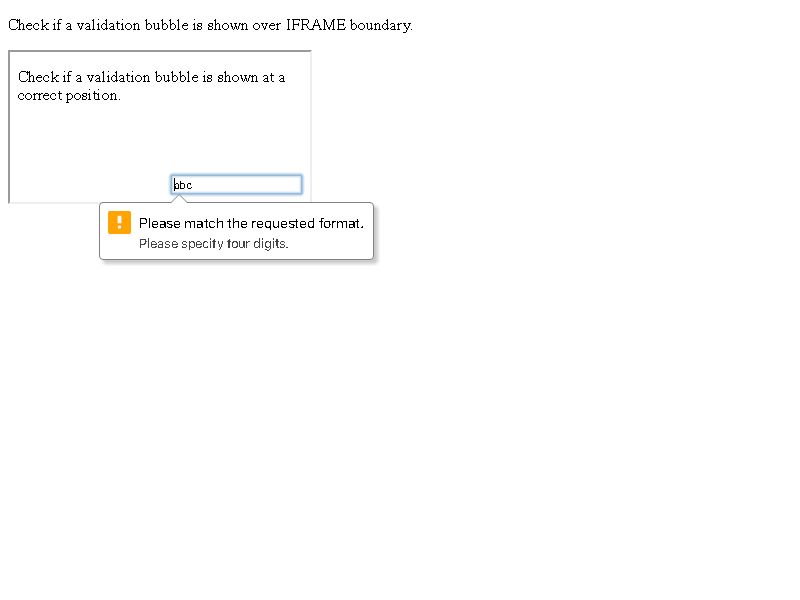 Check if a validation bubble is shown over IFRAME boundary.
Check if a validation bubble is shown at a
correct position.
abc
Please match the requested format.
Please specify four digits.